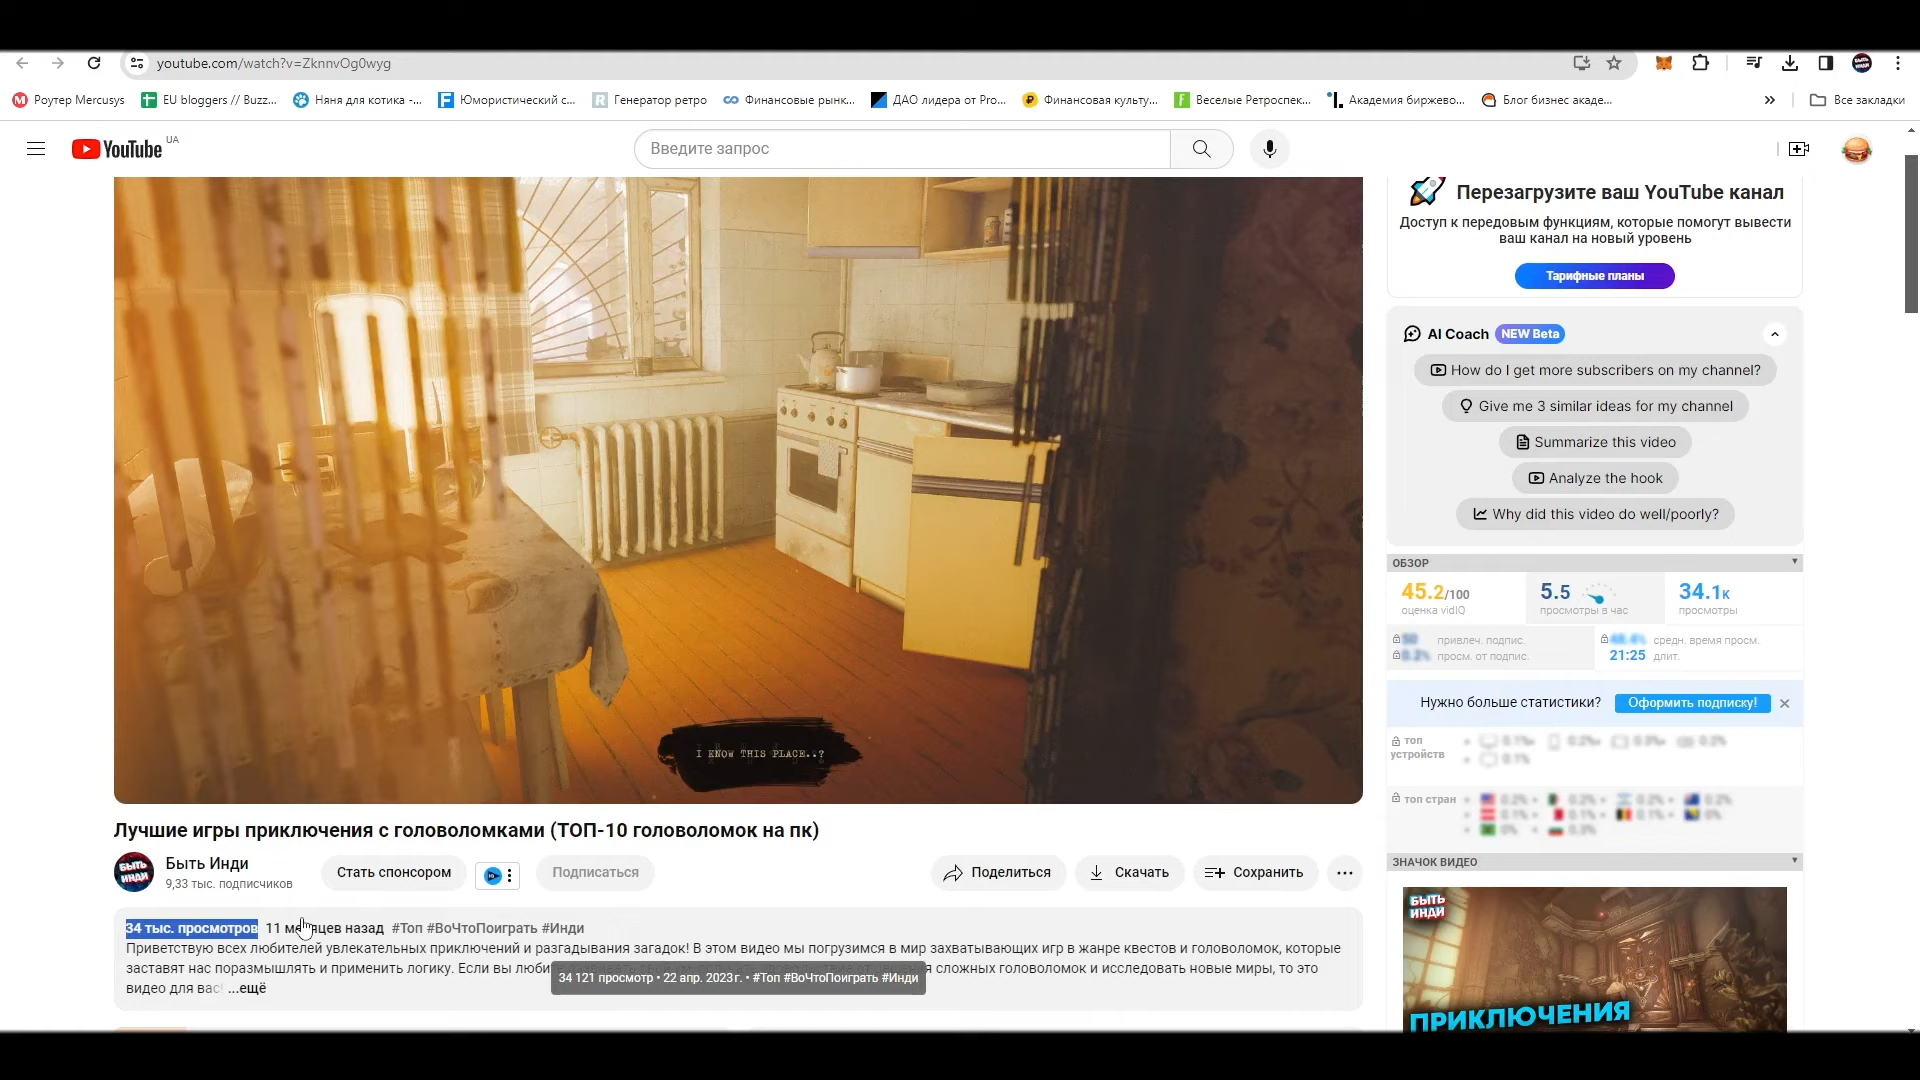 youtube.com/watch?v=ZknnvOg0wyg
Роутер Mercusys
EU bloggers // Buzz...
Няня для котика -...
Юмористический с...
Генератор ретро
Финансовые рынк...
ДАО лидера от Pro...
Финансовая культу...
Веселые Ретроспек...
Академия биржево...
Блог бизнес акаде...
Все закладки
YouTube UA
Введите запрос
I KNOW THIS PLACE..?
Лучшие игры приключения с головоломками (ТОП-10 головоломок на пк)
БЫТЬ ИНДИ
Быть Инди
9,33 тыс. подписчиков
Стать спонсором
Подписаться
Поделиться
Скачать
Сохранить
34 тыс. просмотров 11 месяцев назад #Топ #ВоЧтоПоиграть #Инди
Приветствую всех любителей увлекательных приключений и разгадывания загадок! В этом видео мы погрузимся в мир захватывающих игр в жанре квестов и головоломок, которые
заставят нас поразмышлять и применить логику. Если вы люби сложных головоломок и исследовать новые миры, то это
видео для вас! ...ещё
34 121 просмотр • 22 апр. 2023 г. • #Топ #ВоЧтоПоиграть #Инди
Перезагрузите ваш YouTube канал
Доступ к передовым функциям, которые помогут вывести
ваш канал на новый уровень
Тарифные планы
AI Coach NEW Beta
How do I get more subscribers on my channel?
Give me 3 similar ideas for my channel
Summarize this video
Analyze the hook
Why did this video do well/poorly?
ОБЗОР
45.2/100
оценка vidIQ
5.5
просмотры в час
34.1K
просмотры
привлеч. подпис.
просм. от подпис.
средн. время просм.
21:25 длит.
Нужно больше статистики? Оформить подписку!
топ
устройств
топ стран
ЗНАЧОК ВИДЕО
БЫТЬ
ИНДИ
ПРИКЛЮЧЕНИЯ